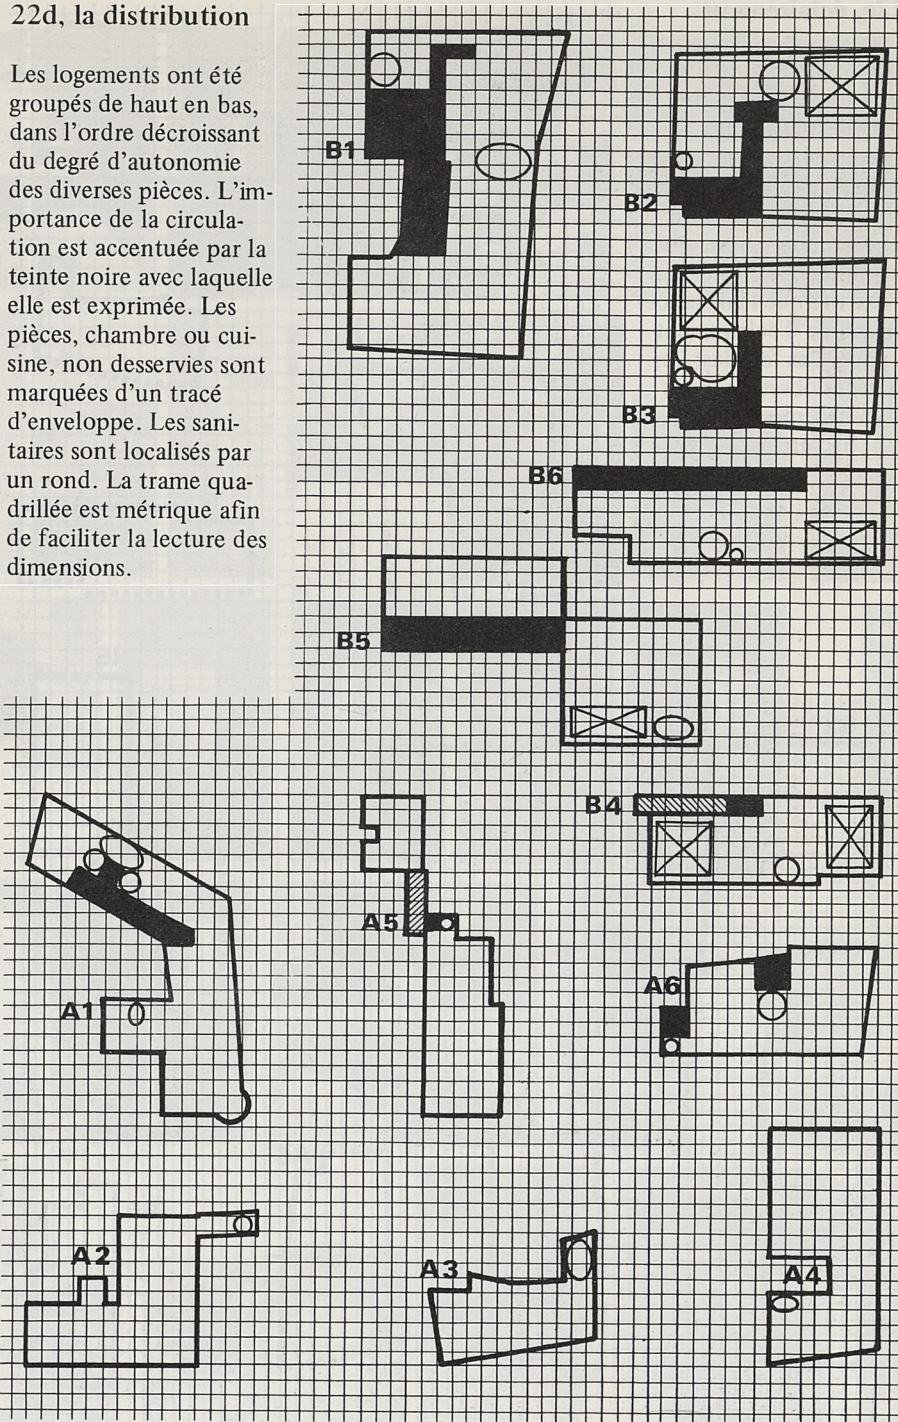 22d, la distribution
Les logements ont été
groupés de haut en bas,
dans l'ordre décroissant
du degré d'autonomie
des diverses pièces. L'im-
portance de la circula-
tion est accentuée par la
teinte noire avec laquelle
elle est exprimée. Les
pièces, chambre ou cui-
sine, non desservies sont
marquées d'un tracé
d'enveloppe. Les sani-
taires sont localisés par
un rond. La trame qua-
drillée est métrique afin
de faciliter la lecture des
dimensions.
B1
B2
B3
B6
B5
B4
A5
A6
A1
A2
A3
A4